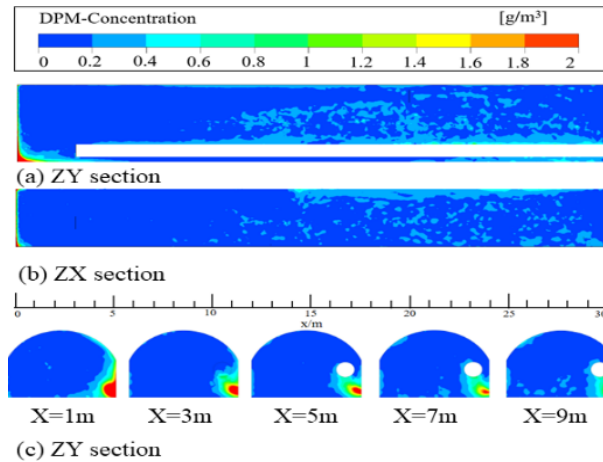 DPM-Concentration [g/m³]
0 0.2 0.4 0.6 0.8 1 1.2 1.4 1.6 1.8 2
(a) ZY section
(b) ZX section
0 5 10 15 20 25 30
x/m
X=1m X=3m X=5m X=7m X=9m
(c) ZY section